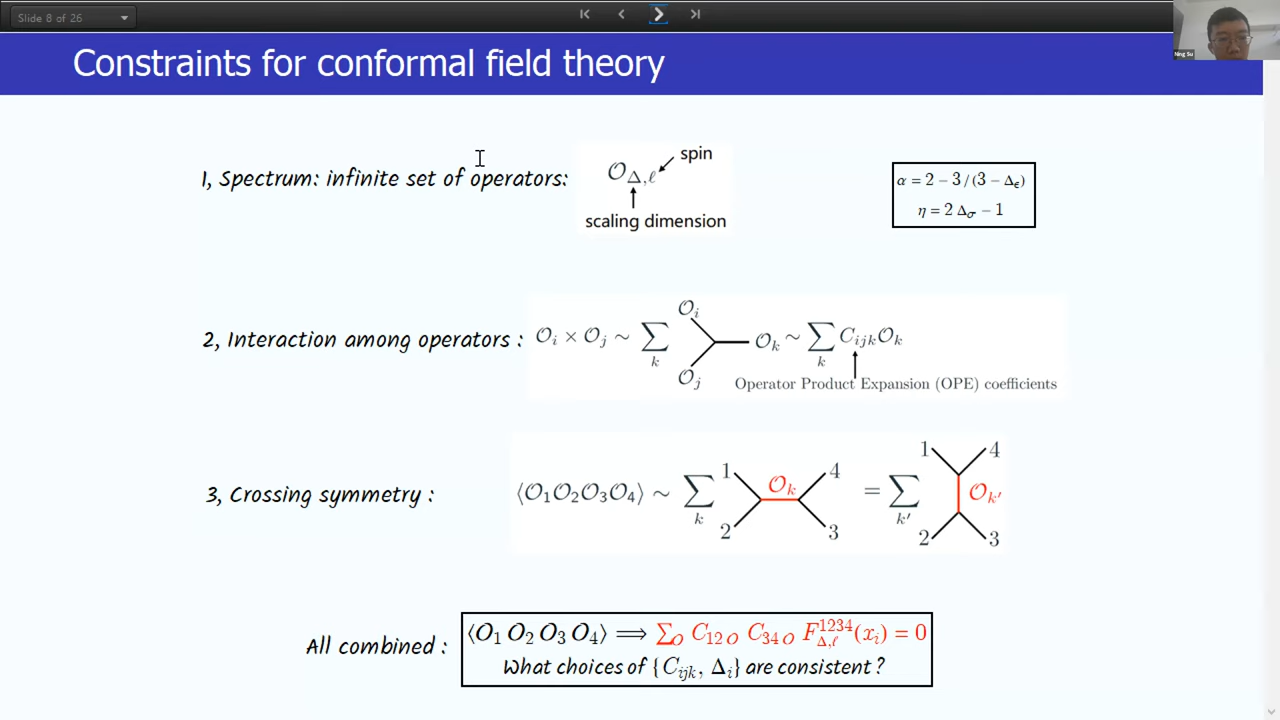 Slide 8 of 26
Ning Su
Constraints for conformal field theory
1, Spectrum: infinite set of operators:
𝒪_{Δ,ℓ}
spin
scaling dimension
α = 2 − 3/(3 − Δ_ϵ)
η = 2 Δ_σ − 1
2, Interaction among operators :
𝒪_i × 𝒪_j ~ ∑_k 𝒪_i 𝒪_j 𝒪_k ~ ∑_k C_{ijk}𝒪_k
Operator Product Expansion (OPE) coefficients
3, Crossing symmetry :
⟨𝒪_1𝒪_2𝒪_3𝒪_4⟩ ~ ∑_k 1 2 𝒪_k 4 3 = ∑_{k'} 1 4 𝒪_{k'} 2 3
All combined :
⟨O_1 O_2 O_3 O_4⟩ ⟹ ∑_O C_{12O} C_{34O} F^{1234}_{Δ,ℓ}(x_i) = 0
What choices of {C_{ijk}, Δ_i} are consistent ?